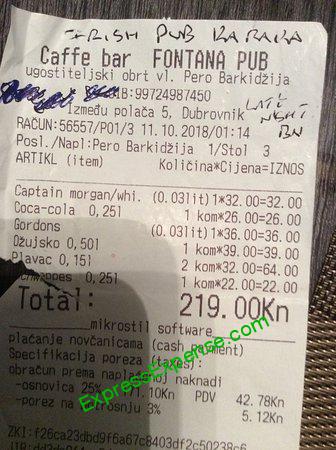 IRISH PUB KARAKA
Caffe bar FONTANA PUB
ugostiteljski obrt vl. Pero Barkidžija
99724987450
Između polača 5, Dubrovnik
LATE
NIGHT
RAČUN:56557/P01/3 11.10.2018/01:14
Posl./Napl:Pero Barkidžija 1/Stol 3
ARTIKL (item) Količina*Cijena=IZNOS
Captain morgan/whi. (0.03lit)1*32.00=32.00
Coca-cola 0,25l 1 kom*26.00=26.00
Gordons (0.03lit)1*36.00=36.00
Džujsko 0,50l 1 kom*39.00=39.00
Plavac 0,15l 2 kom*32.00=64.00
ppes 0,25l 1 kom*22.00=22.00
Total: 219.00Kn
mikrostil software
plaćanje novčanicama (cash payment)
Specifikacija poreza (taxes):
obračun prema naplaćenoj naknadi
-osnovica 25% 171.10Kn PDV 42.78Kn
-porez na potrošnju 3% 5.12Kn
ZKI:f26ca23dbd9f6a67c8403df2c50238c6
ExpressExpense.com